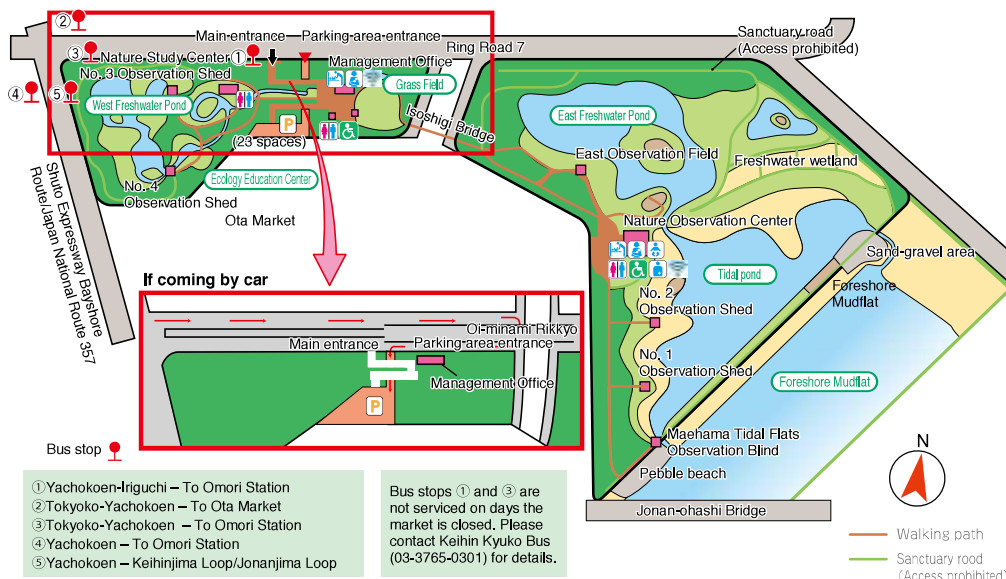 ②
③
Nature Study Center
①
Main-entrance
Parking-area-entrance
Management Office
Ring Road 7
Sanctuary road
(Access prohibited)
No. 3 Observation Shed
④
⑤
West Freshwater Pond
Grass Field
P
(23 spaces)
Isoshigi Bridge
East Freshwater Pond
East Observation Field
Freshwater wetland
No. 4
Observation Shed
Ecology Education Center
Ota Market
Shuto Expressway Bayshore
Route/Japan National Route 357
Nature Observation Center
Sand-gravel area
Tidal pond
Foreshore
Mudflat
No. 2
Observation Shed
No. 1
Observation Shed
Foreshore Mudflat
Maehama Tidal Flats
Observation Blind
Pebble beach
Jonan-ohashi Bridge
If coming by car
Oi-minami Rikkyo
Main entrance
Parking-area-entrance
Management Office
P
Bus stop
①Yachokoen-Iriguchi – To Omori Station
②Tokyoko-Yachokoen – To Ota Market
③Tokyoko-Yachokoen – To Omori Station
④Yachokoen – To Omori Station
⑤Yachokoen – Keihinjima Loop/Jonanjima Loop
Bus stops ① and ③ are
not serviced on days the
market is closed. Please
contact Keihin Kyuko Bus
(03-3765-0301) for details.
N
Walking path
Sanctuary rood
(Access prohibited)